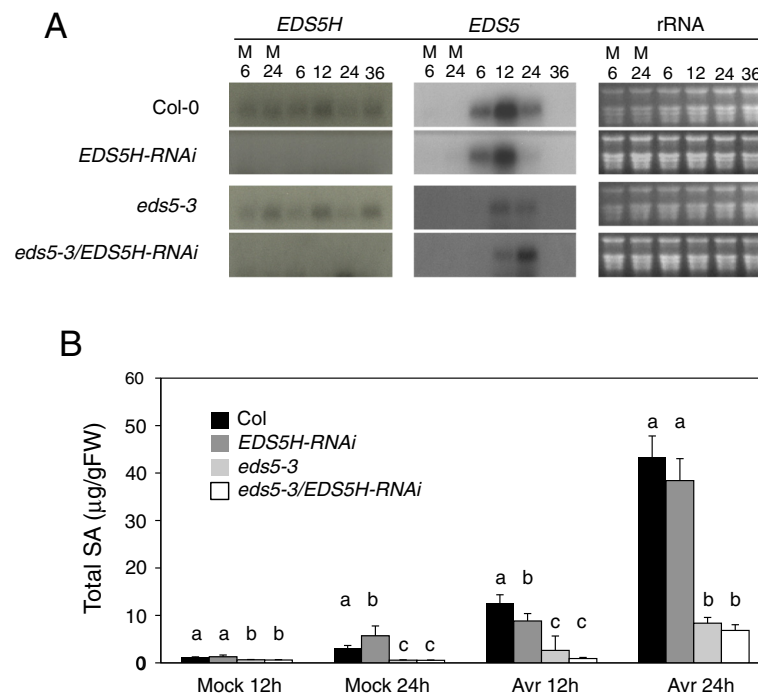 A
EDS5H EDS5 rRNA
M M M M M M
6 24 6 12 24 36 6 24 6 12 24 36 6 24 6 12 24 36
Col-0
EDS5H-RNAi
eds5-3
eds5-3/EDS5H-RNAi
B
60
50
40
30
20
10
0
Total SA (µg/gFW)
Col
EDS5H-RNAi
eds5-3
eds5-3/EDS5H-RNAi
a a b b
a b c c
a b c c
a a b b
Mock 12h Mock 24h Avr 12h Avr 24h